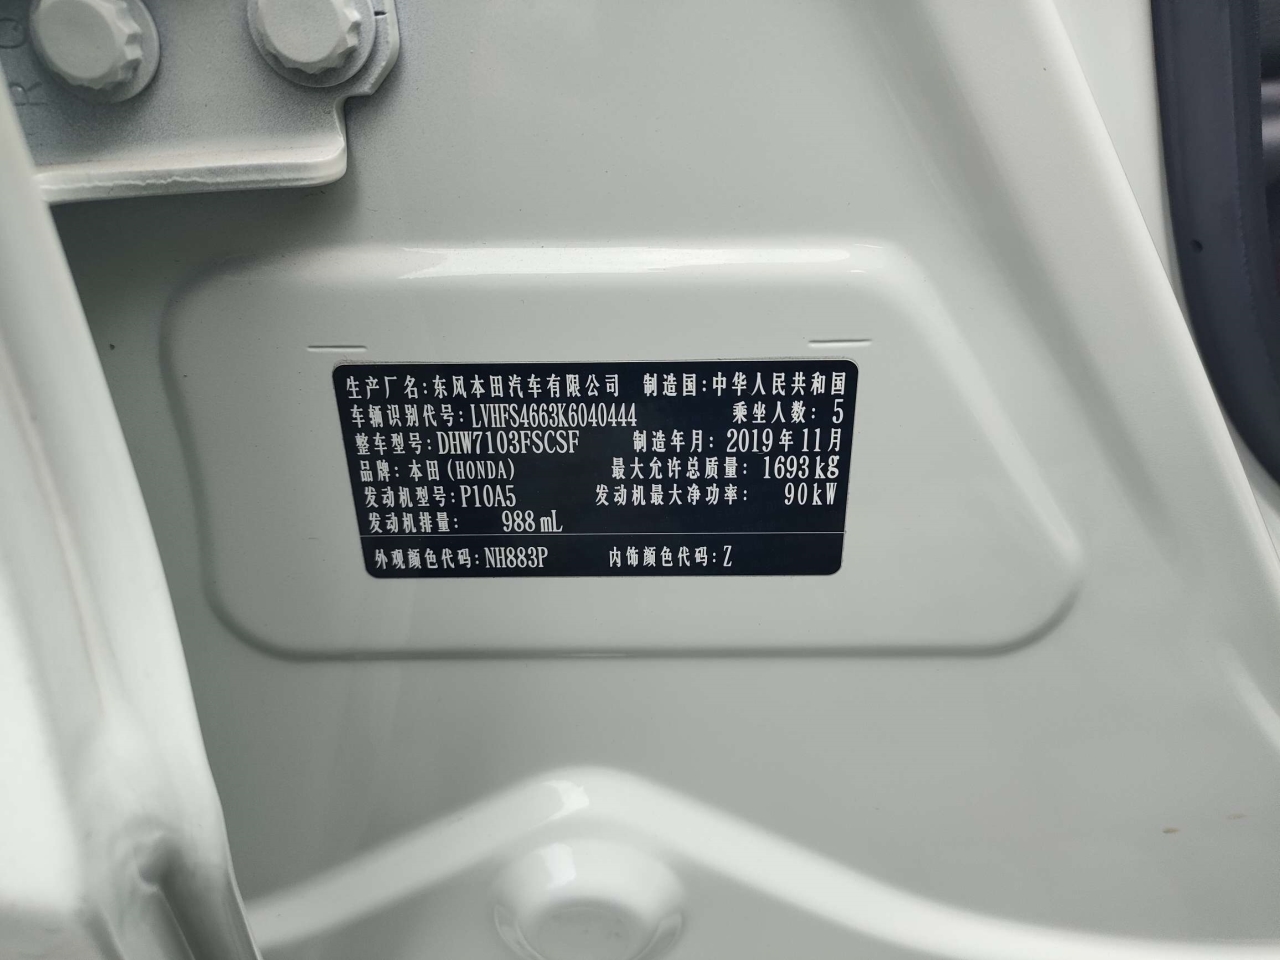 生产厂名:东风本田汽车有限公司 制造国:中华人民共和国
车辆识别代号:LVHFS4663K6040444 乘坐人数: 5
整车型号:DHW7103FSCSF 制造年月:2019年11月
品牌:本田(HONDA) 最大允许总质量:1693kg
发动机型号:P10A5 发动机最大净功率: 90kW
发动机排量: 988mL
外观颜色代码:NH883P 内饰颜色代码:Z